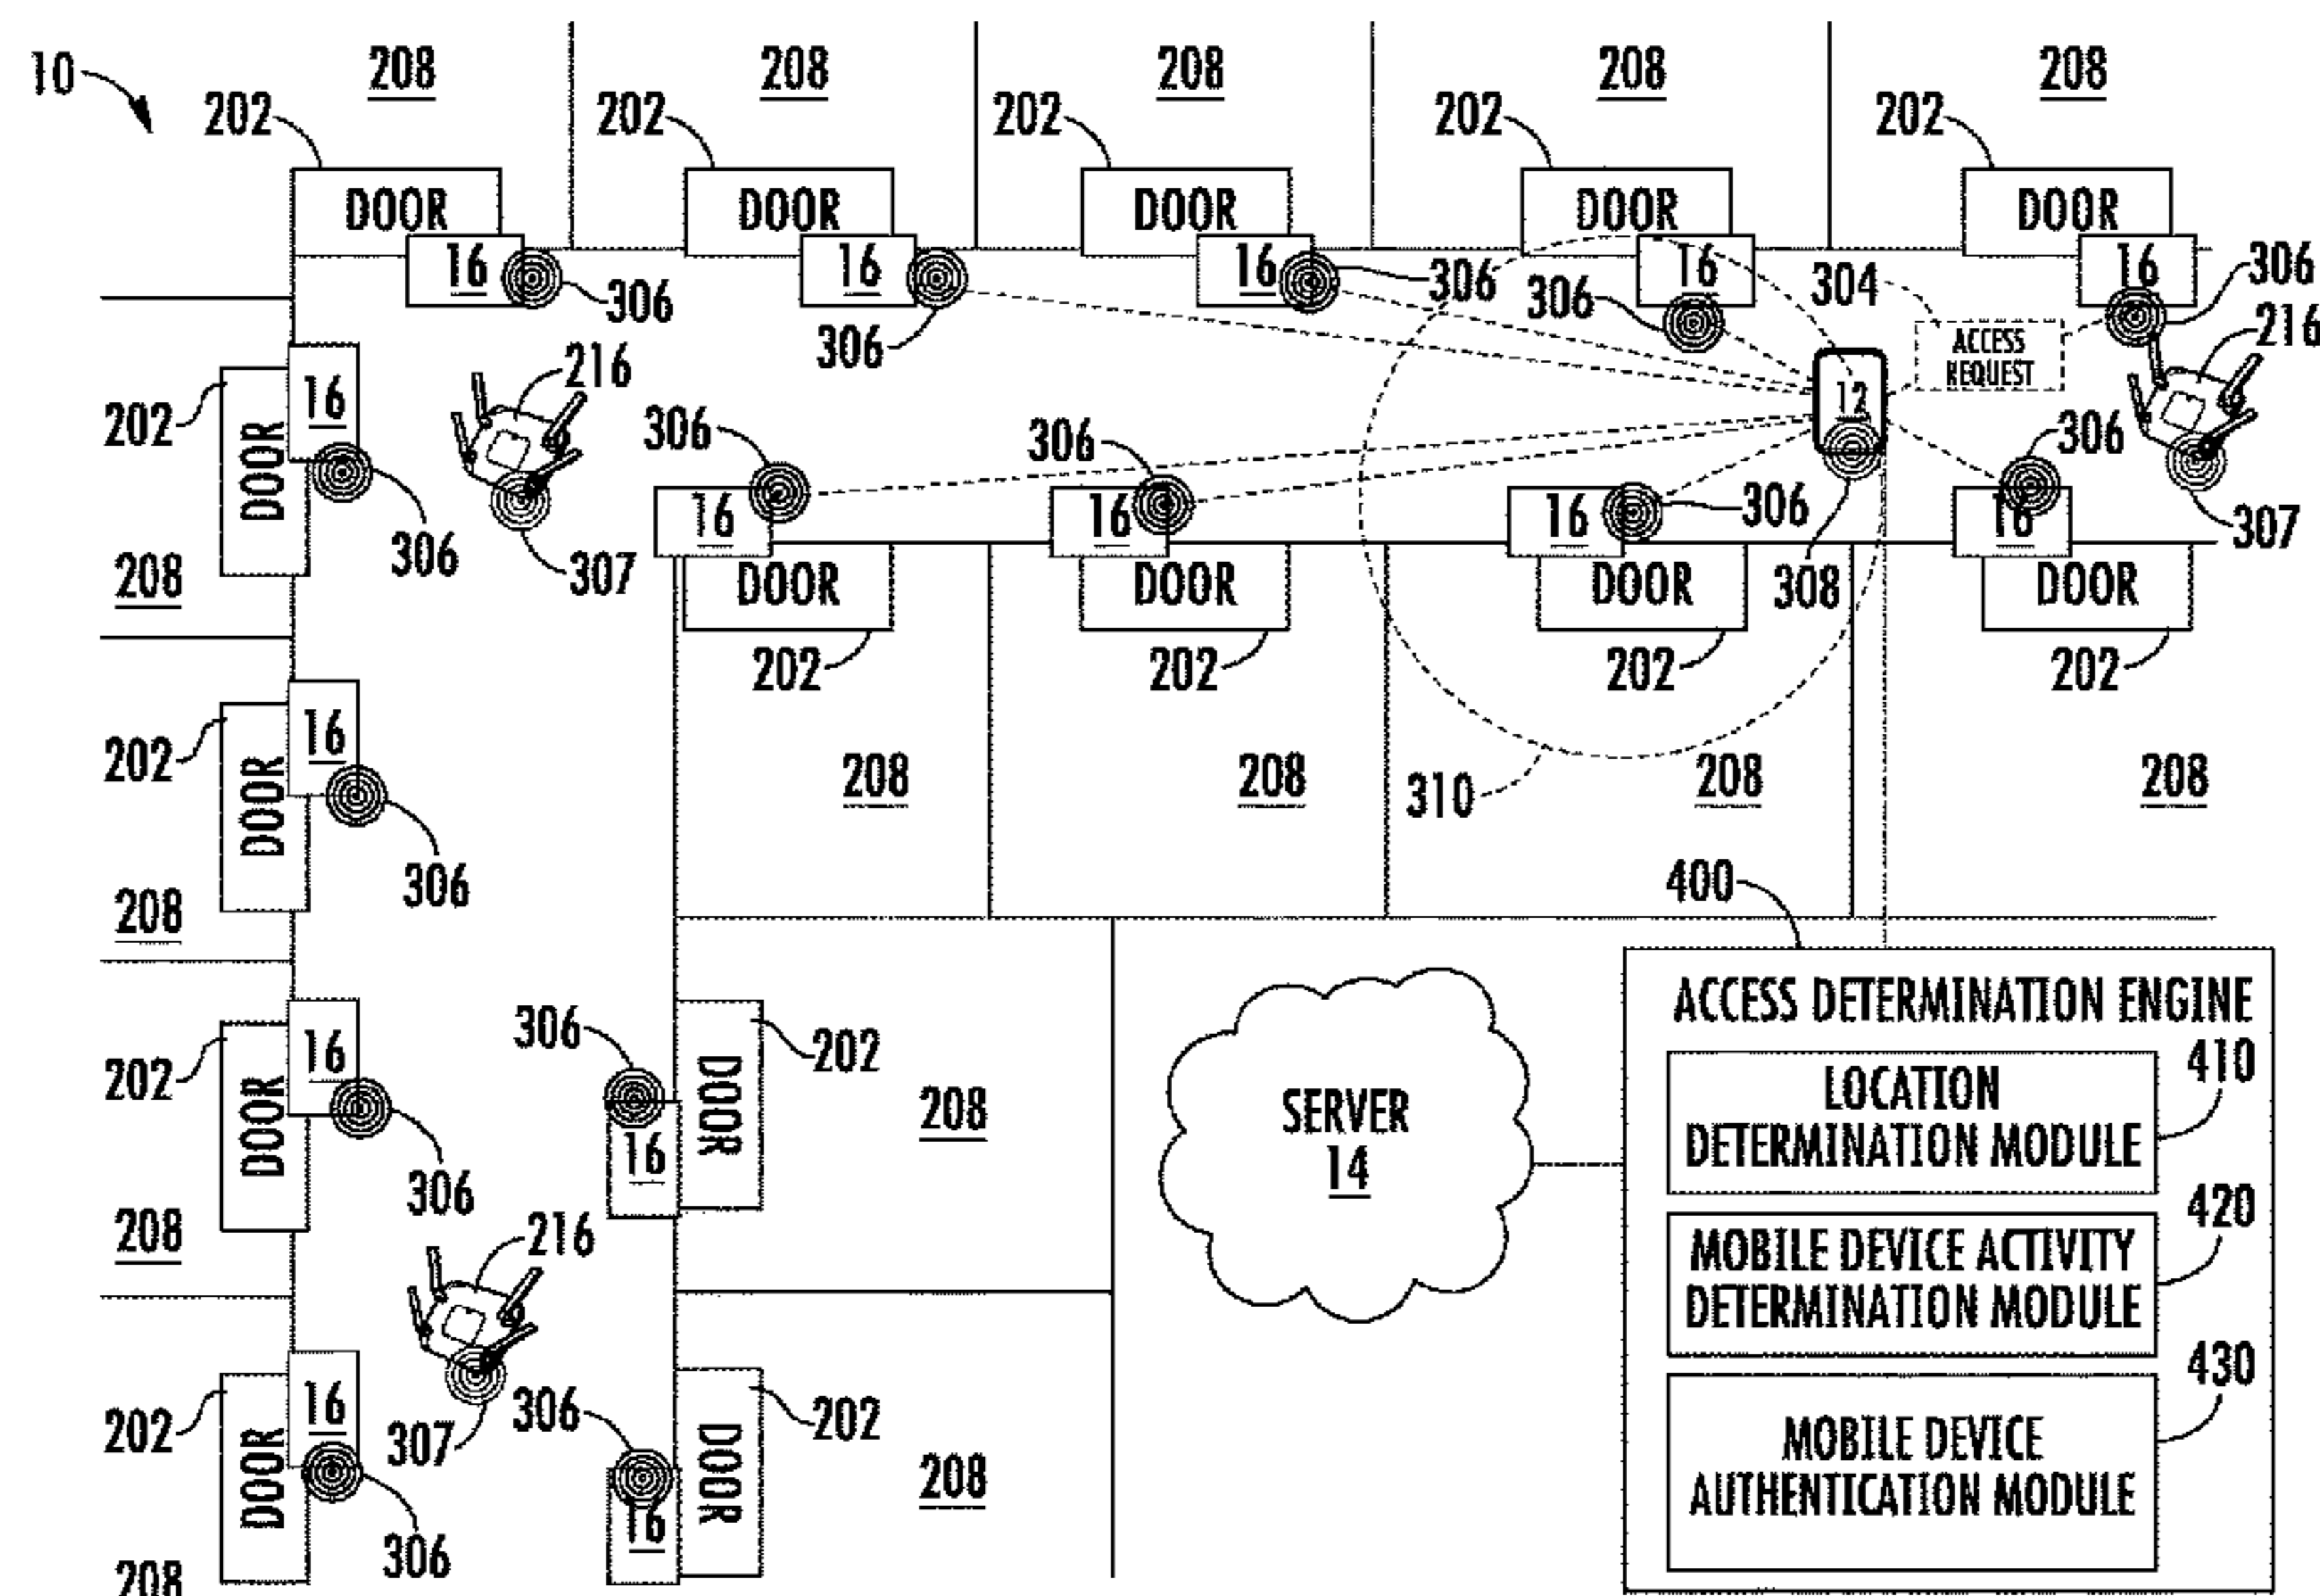 10
208 208 208 208 208
202 202 202 202 202
DOOR DOOR DOOR DOOR DOOR
16 16 16 16 16
306 306 306 306 304 306
306
216 ACCESS 216
REQUEST
202 16 12
DOOR 306 306 306
16 16 16 16
306 306 307
208 307 308
DOOR DOOR DOOR DOOR
202 202 202 202
202 16
DOOR
208 208 208 208
310
306
208
400
ACCESS DETERMINATION ENGINE
202 16 306 202
DOOR DOOR
410
LOCATION
DETERMINATION MODULE
SERVER
14
208
16
306
208
216
420
MOBILE DEVICE ACTIVITY
DETERMINATION MODULE
430
202 16
DOOR
307 306 202
DOOR
MOBILE DEVICE
AUTHENTICATION MODULE
208
16
306
208